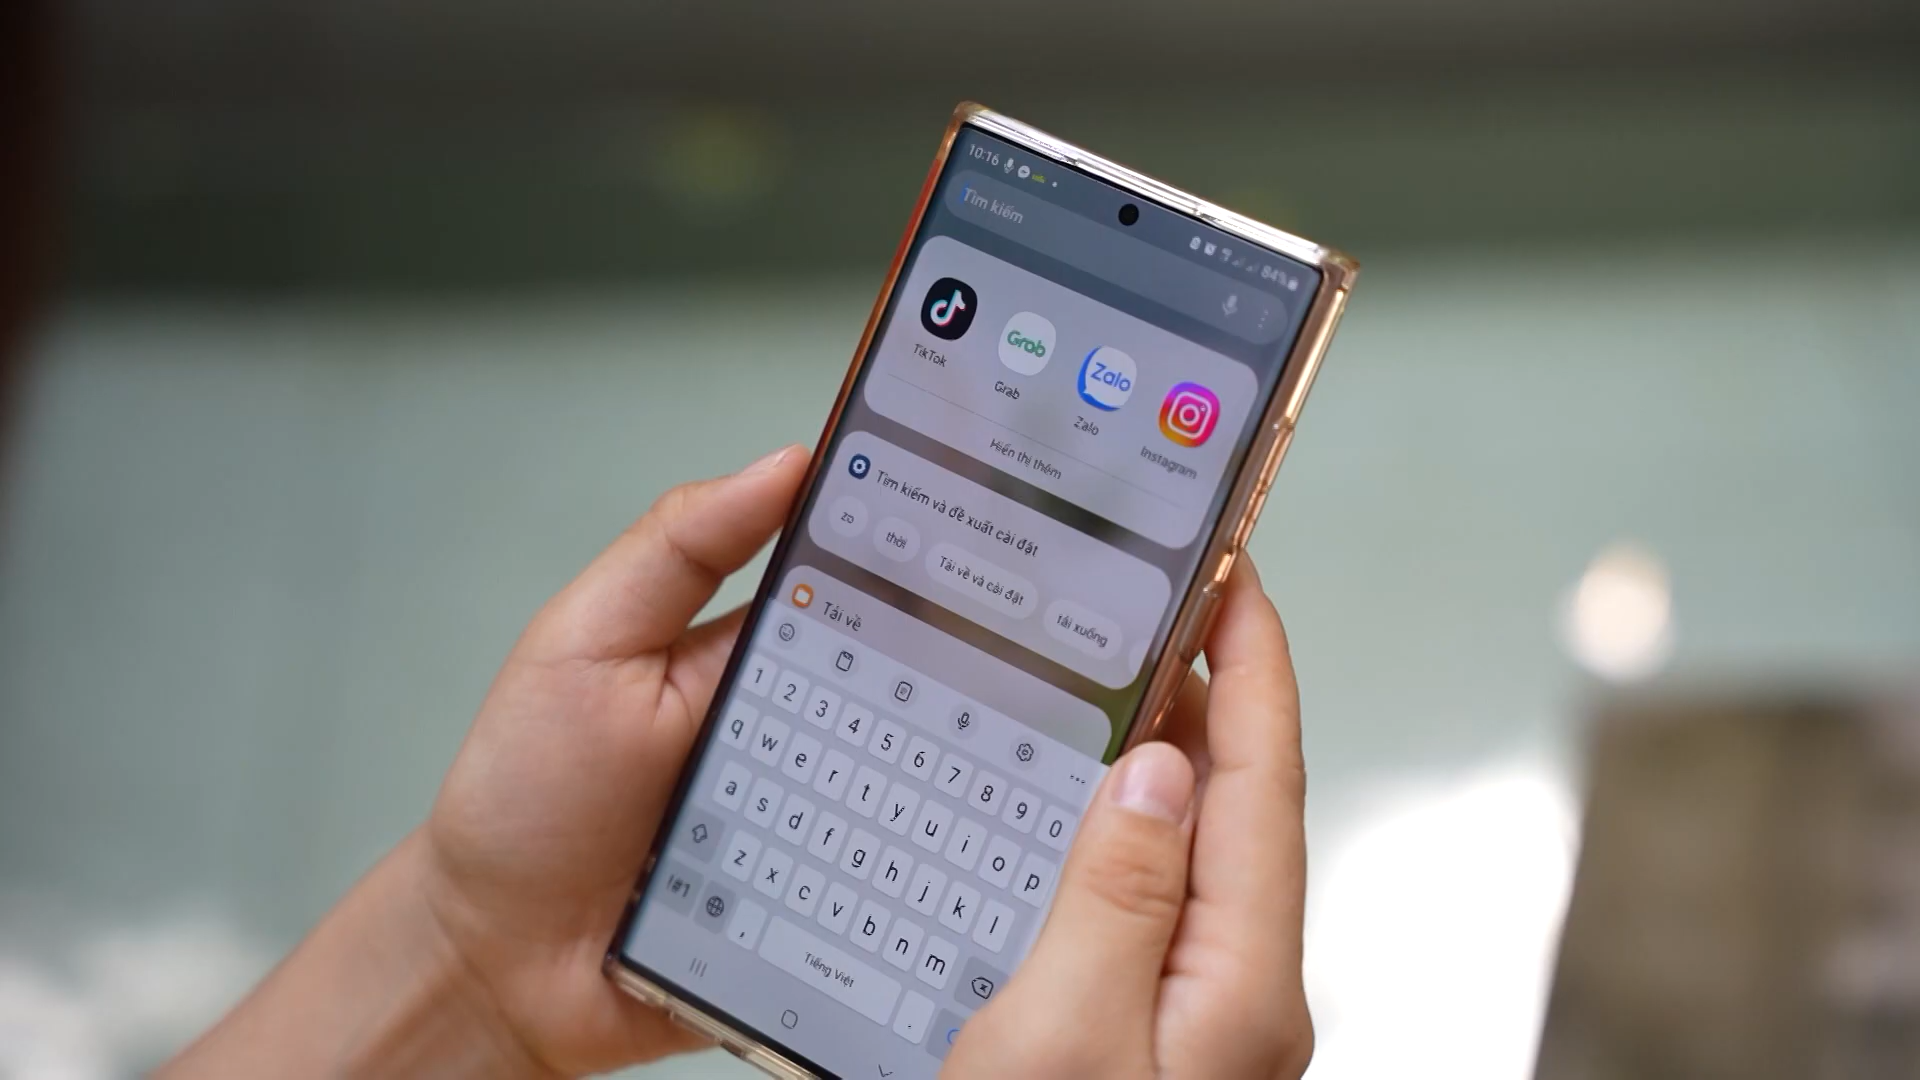 10:16
84%
Tìm kiếm
TikTok
Grab
Grab
Zalo
Zalo
Instagram
Hiển thị thêm
Tìm kiếm và đề xuất cài đặt
zo
thời
Tải về và cài đặt
tải xuống
Tải về
1 2 3 4 5 6 7 8 9 0
q w e r t y u i o p
a s d f g h j k l
z x c v b n m
!#1 , Tiếng Việt .